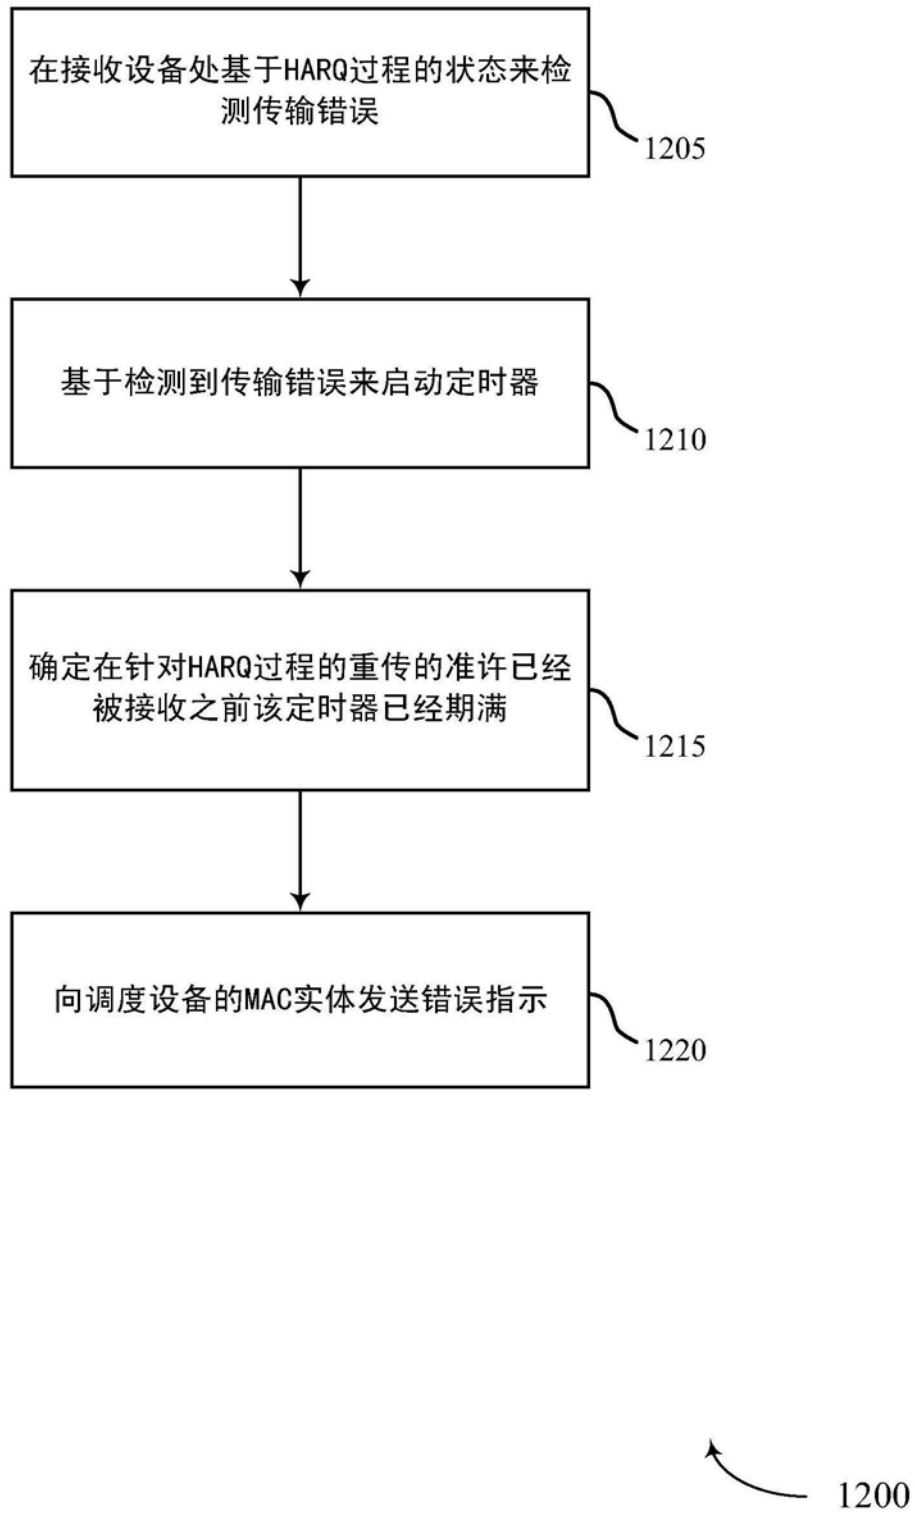 在接收设备处基于HARQ过程的状态来检
测传输错误
1205
基于检测到传输错误来启动定时器
1210
确定在针对HARQ过程的重传的准许已经
被接收之前该定时器已经期满
1215
向调度设备的MAC实体发送错误指示
1220
1200